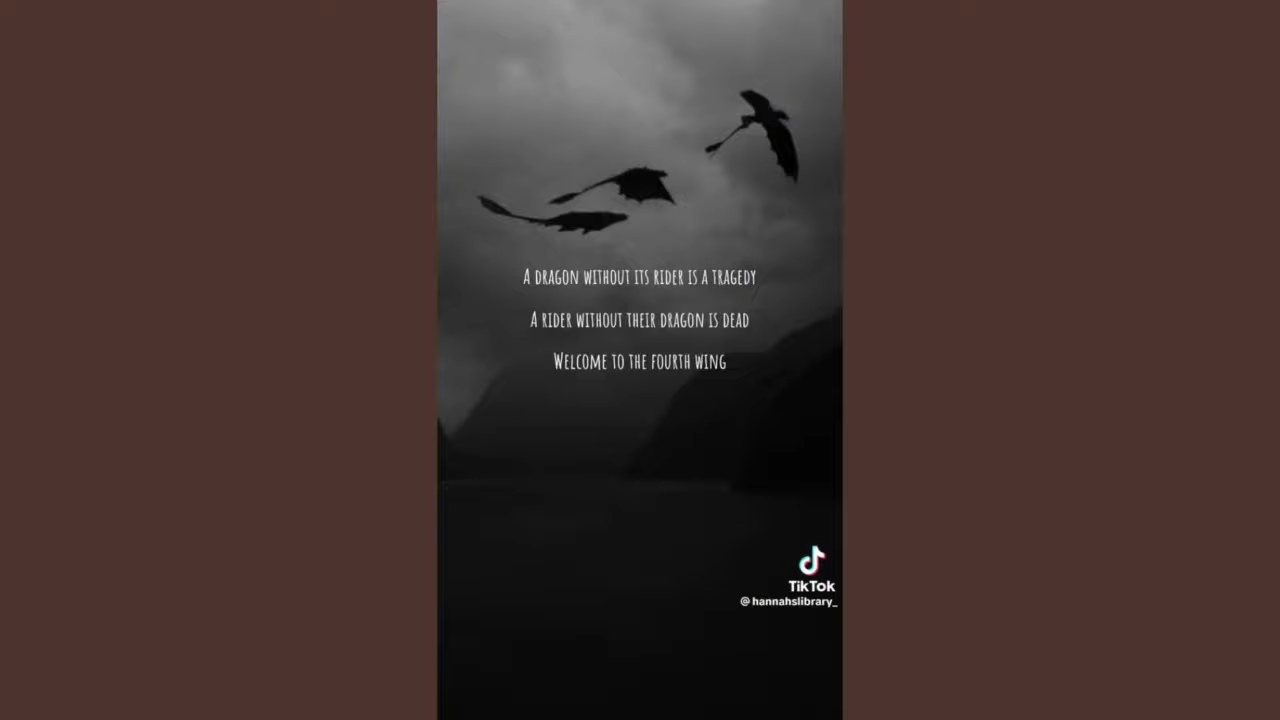 A DRAGON WITHOUT ITS RIDER IS A TRAGEDY
A RIDER WITHOUT THEIR DRAGON IS DEAD
WELCOME TO THE FOURTH WING
TikTok
@hannahslibrary_